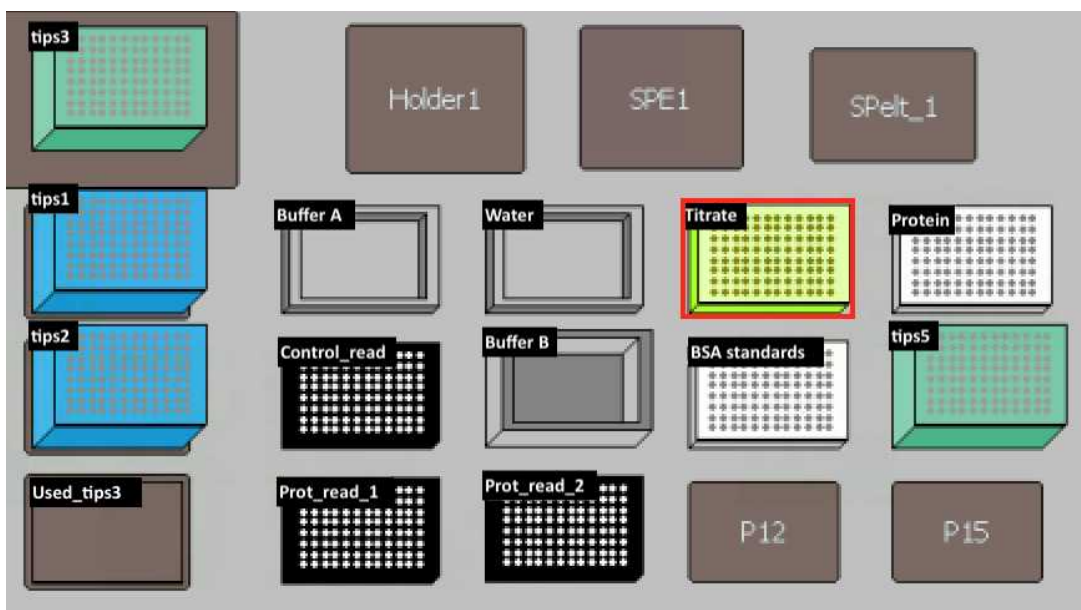 tips3
Holder1
SPE1
SPelt_1
tips1
Buffer A
Water
Titrate
Protein
tips2
Control_read
Buffer B
BSA standards
tips5
Used_tips3
Prot_read_1
Prot_read_2
P12
P15